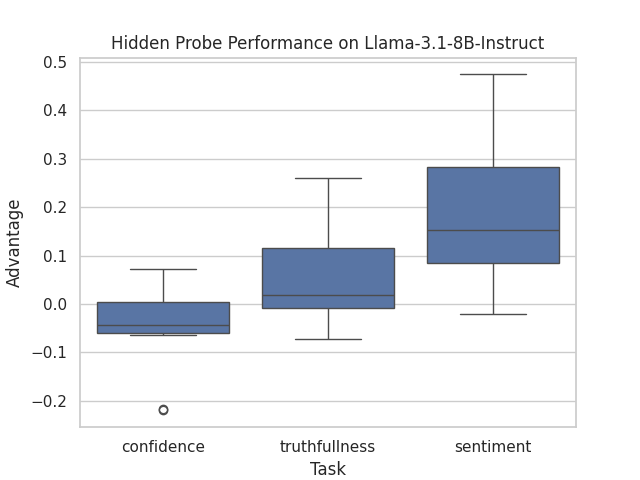 Hidden Probe Performance on Llama-3.1-8B-Instruct
0.5
0.4
0.3
0.2
0.1
0.0
−0.1
−0.2
Advantage
confidence truthfullness sentiment
Task